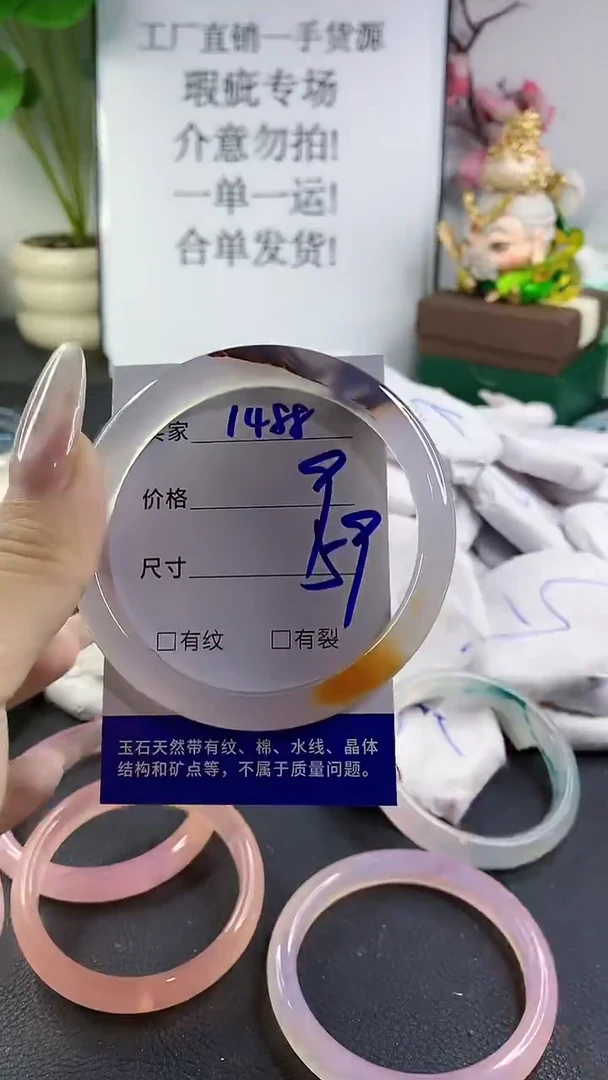 工厂直销一手货源
瑕疵专场
介意勿拍!
一单一运!
合单发货!
家 1488
价格
尺寸
□有纹 □有裂
玉石天然带有纹、棉、水线、晶体
结构和矿点等，不属于质量问题。